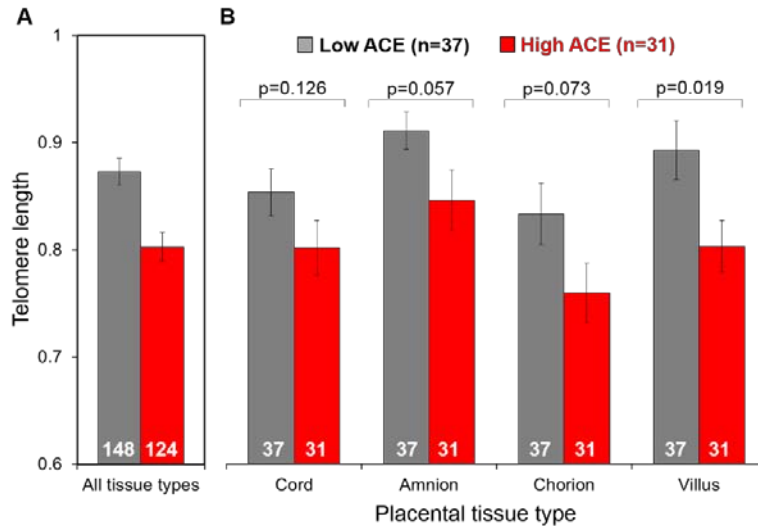 A
B
Low ACE (n=37)
High ACE (n=31)
p=0.126
p=0.057
p=0.073
p=0.019
Telomere length
1
0.9
0.8
0.7
0.6
148
124
37
31
37
31
37
31
37
31
All tissue types
Cord
Amnion
Chorion
Villus
Placental tissue type